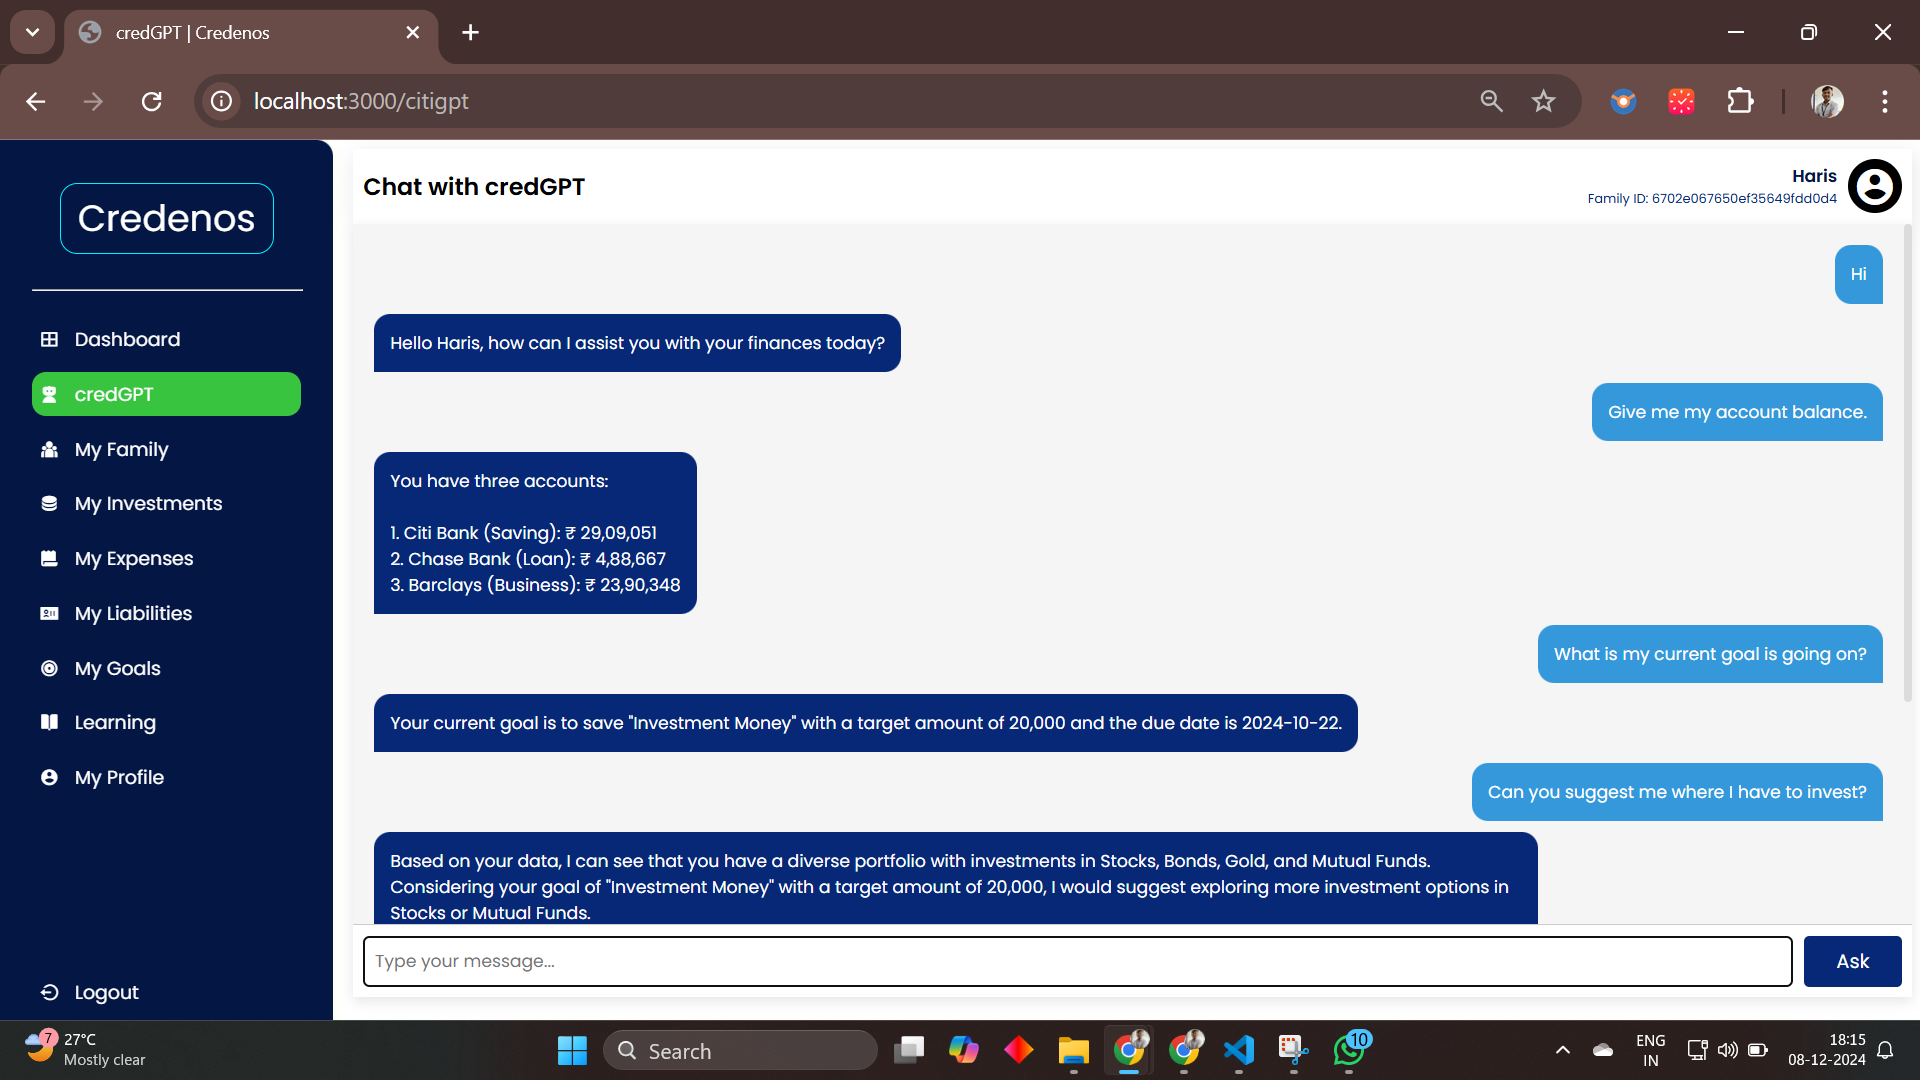 credGPT | Credenos
localhost:3000/citigpt
Credenos
Dashboard
credGPT
My Family
My Investments
My Expenses
My Liabilities
My Goals
Learning
My Profile
Logout
Chat with credGPT
Haris
Family ID: 6702e067650ef35649fdd0d4
Hi
Hello Haris, how can I assist you with your finances today?
Give me my account balance.
You have three accounts:
1. Citi Bank (Saving): ₹ 29,09,051
2. Chase Bank (Loan): ₹ 4,88,667
3. Barclays (Business): ₹ 23,90,348
What is my current goal is going on?
Your current goal is to save "Investment Money" with a target amount of 20,000 and the due date is 2024-10-22.
Can you suggest me where I have to invest?
Based on your data, I can see that you have a diverse portfolio with investments in Stocks, Bonds, Gold, and Mutual Funds.
Considering your goal of "Investment Money" with a target amount of 20,000, I would suggest exploring more investment options in
Stocks or Mutual Funds.
Type your message...
Ask
7
27°C
Mostly clear
Search
10
ENG
IN
18:15
08-12-2024